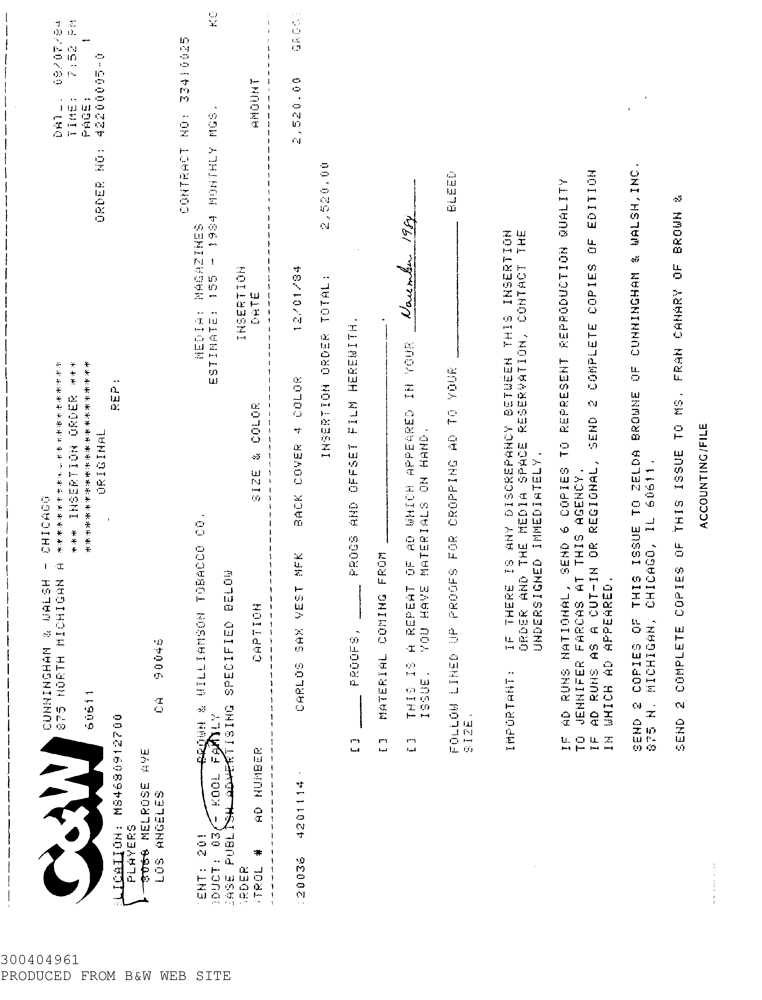 C&W
CUNNINGHAM & WALSH - CHICAGO
875 NORTH MICHIGAN A ************************
*** INSERTION ORDER ***
60611 ************************
ORIGINAL
DAT_. 08/07/84
TIME: 7:52 PM
PAGE: 1
ORDER NO: 42200005-0
LICATION: MS4680912700 REP:
PLAYERS
8060 MELROSE AVE
LOS ANGELES CA 90046
CONTRACT NO: 33410025
ENT: 201 BROWN & WILLIAMSON TOBACCO CO. MEDIA: MAGAZINES
DUCT: 03 - KOOL FAMILY ESTIMATE: 155 - 1984 MONTHLY MGS. KO
ASE PUBLISH ADVERTISING SPECIFIED BELOW
RDER INSERTION
TROL # AD NUMBER CAPTION SIZE & COLOR DATE AMOUNT
20036 4201114 CARLOS SAX VEST MFK BACK COVER 4 COLOR 12/01/84 2,520.00 GROSS
INSERTION ORDER TOTAL: 2,520.00
[] ____ PROOFS, ____ PROGS AND OFFSET FILM HEREWITH.
[] MATERIAL COMING FROM ____________.
[] THIS IS A REPEAT OF AD WHICH APPEARED IN YOUR November 1984
ISSUE. YOU HAVE MATERIALS ON HAND.
FOLLOW LINED UP PROOFS FOR CROPPING AD TO YOUR ____________ BLEED
SIZE.
IMPORTANT: IF THERE IS ANY DISCREPANCY BETWEEN THIS INSERTION
ORDER AND THE MEDIA SPACE RESERVATION, CONTACT THE
UNDERSIGNED IMMEDIATELY.
IF AD RUNS NATIONAL, SEND 6 COPIES TO REPRESENT REPRODUCTION QUALITY
TO JENNIFER FARCAS AT THIS AGENCY.
IF AD RUNS AS A CUT-IN OR REGIONAL, SEND 2 COMPLETE COPIES OF EDITION
IN WHICH AD APPEARED.
SEND 2 COPIES OF THIS ISSUE TO ZELDA BROWNE OF CUNNINGHAM & WALSH,INC.
875 N. MICHIGAN, CHICAGO, IL 60611.
SEND 2 COMPLETE COPIES OF THIS ISSUE TO MS. FRAN CANARY OF BROWN &
ACCOUNTING/FILE
300404961
PRODUCED FROM B&W WEB SITE